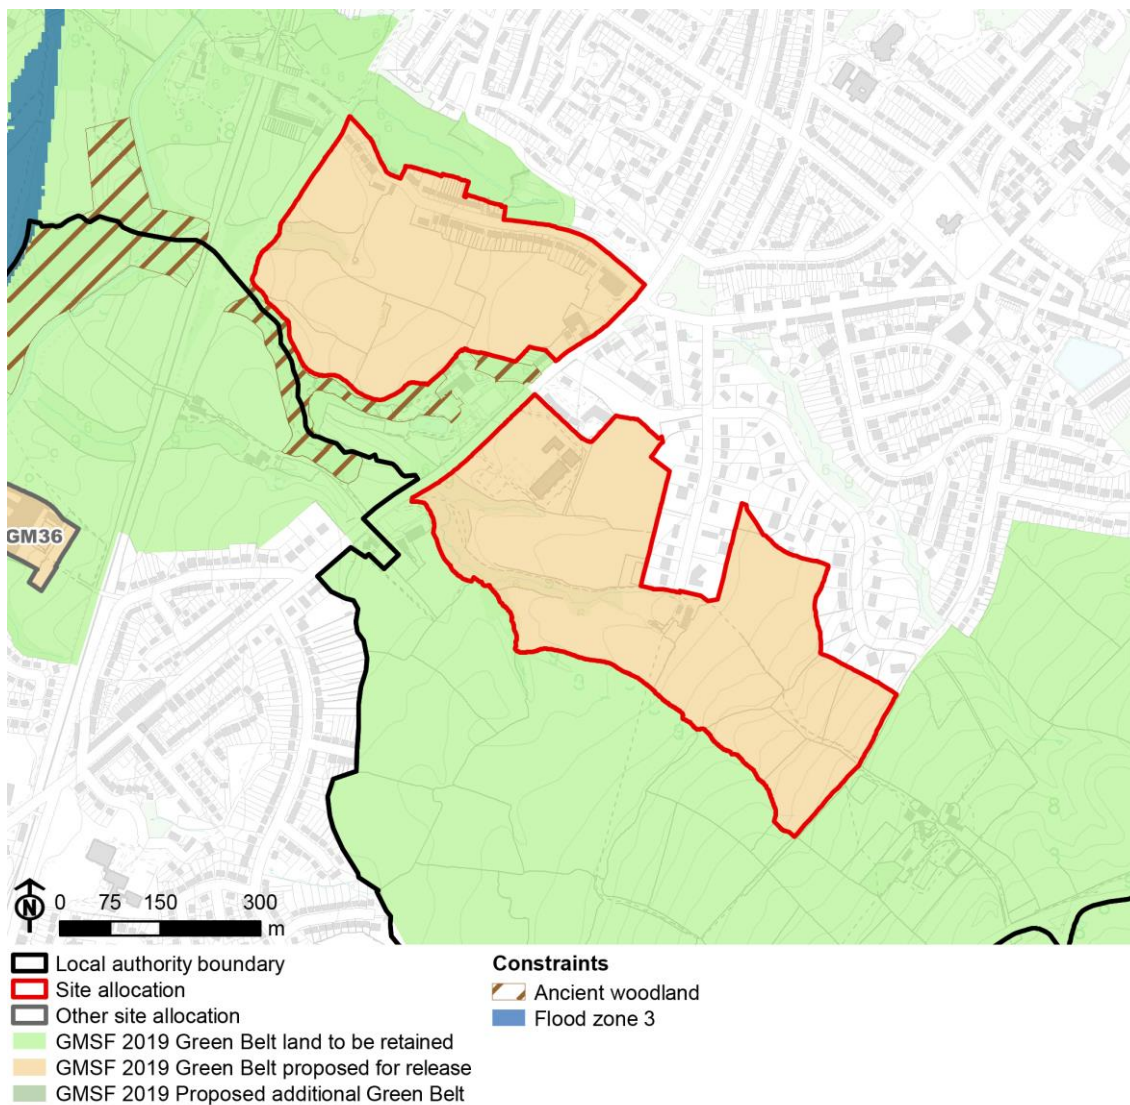 GM36
N
0 75 150 300
m
Local authority boundary
Site allocation
Other site allocation
GMSF 2019 Green Belt land to be retained
GMSF 2019 Green Belt proposed for release
GMSF 2019 Proposed additional Green Belt
Constraints
Ancient woodland
Flood zone 3